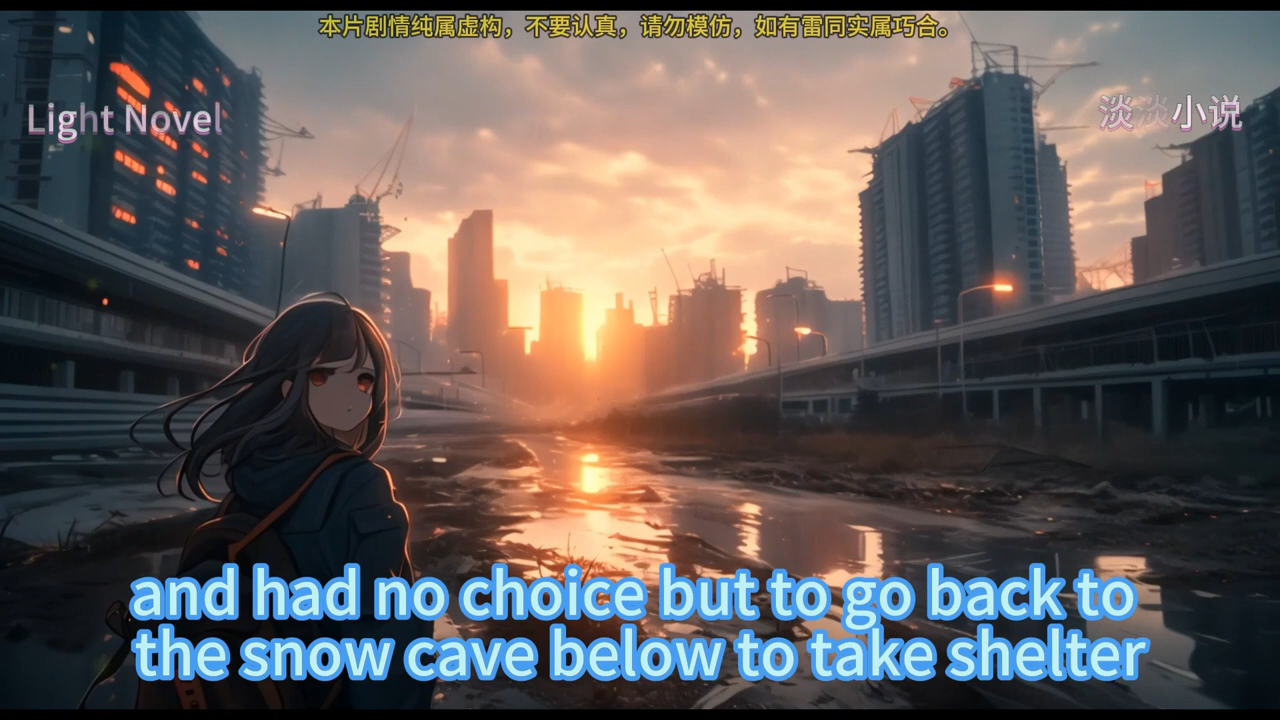 本片剧情纯属虚构，不要认真，请勿模仿，如有雷同实属巧合。
Light Novel
淡淡小说
and had no choice but to go back to
the snow cave below to take shelter